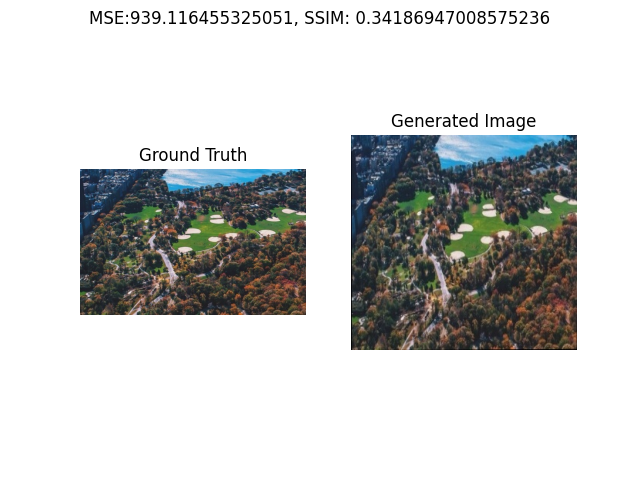 MSE:939.116455325051, SSIM: 0.34186947008575236
Generated Image
Ground Truth